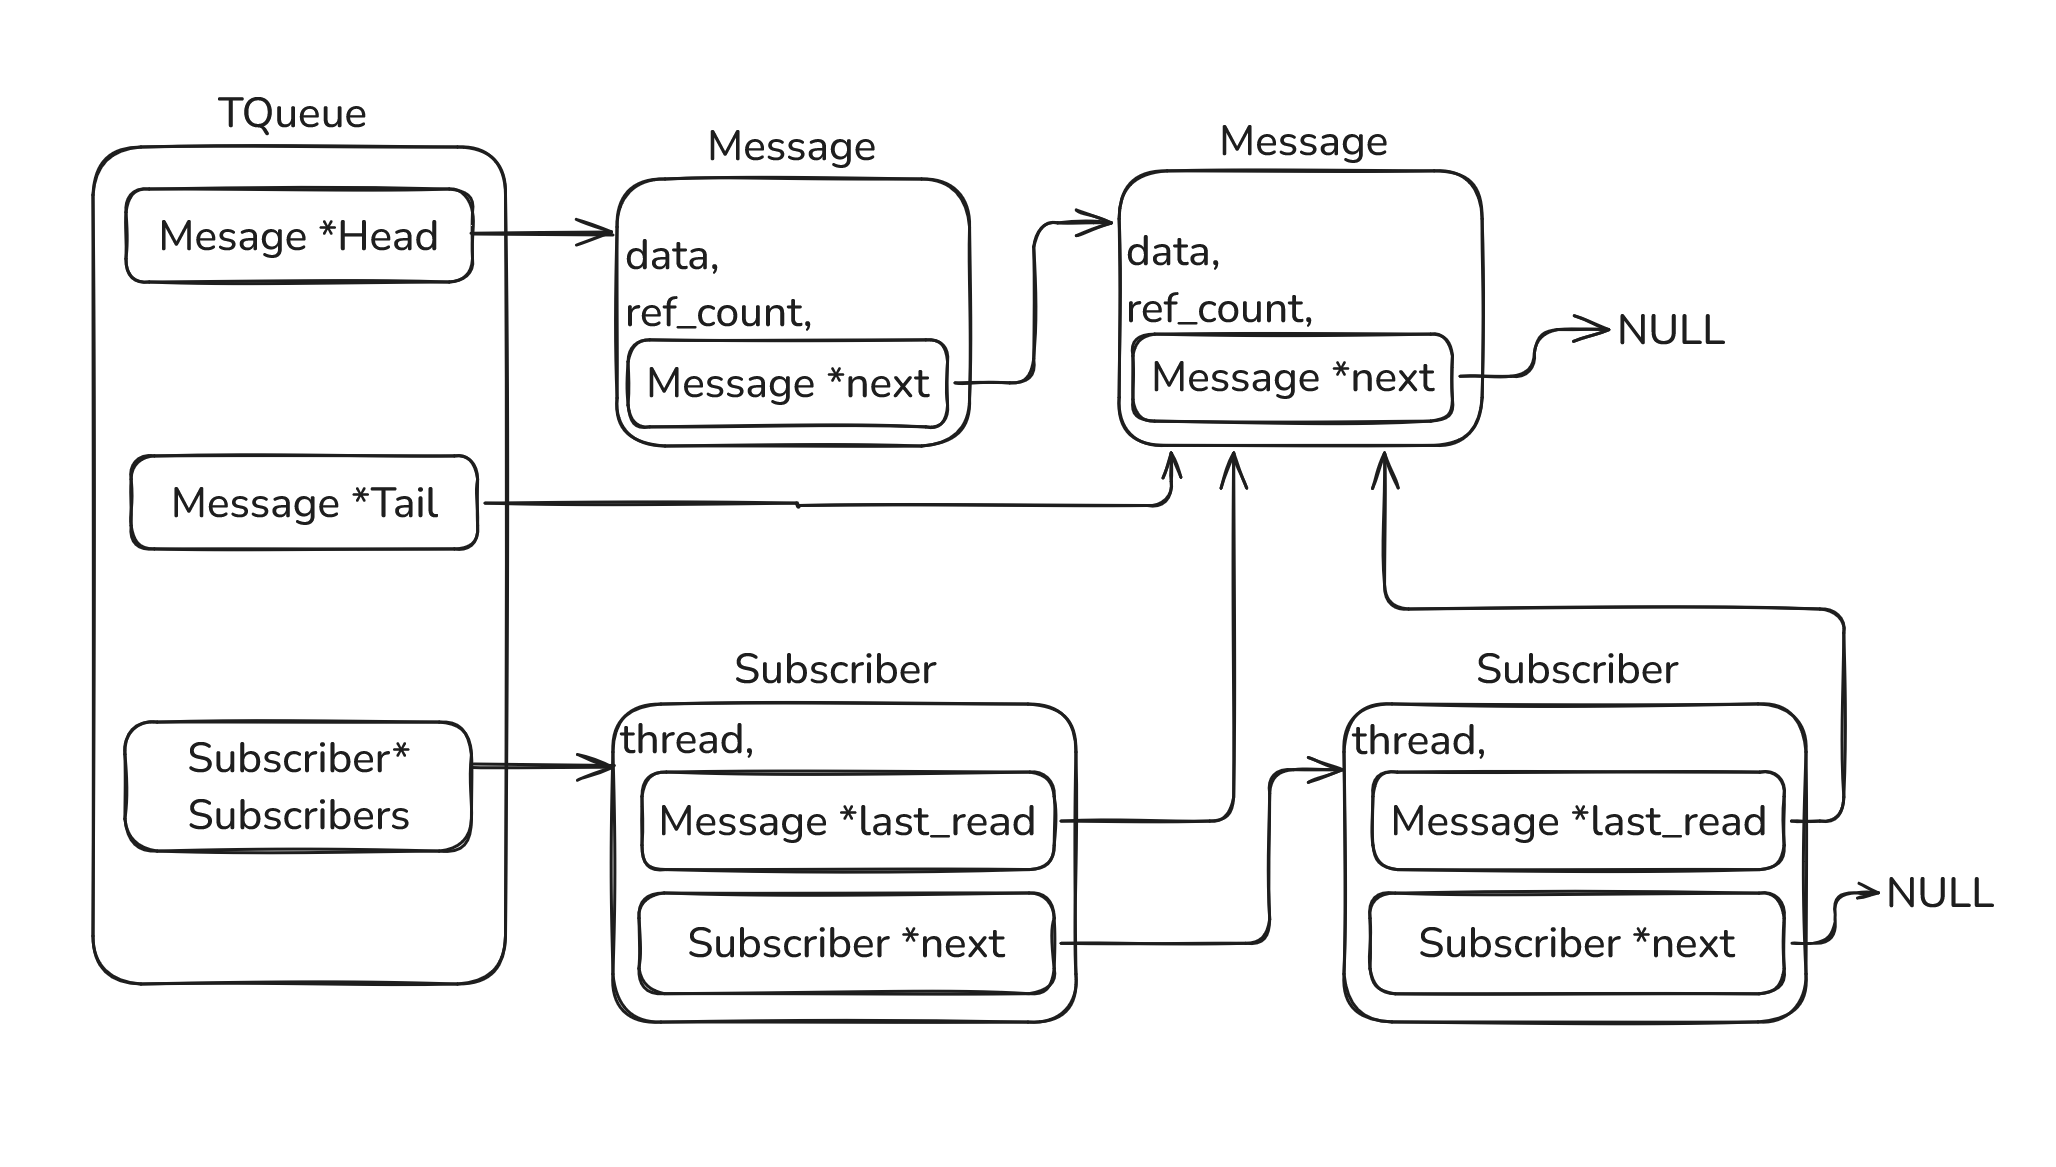 TQueue
Mesage *Head
Message *Tail
Subscriber*
Subscribers
Message
data,
ref_count,
Message *next
Message
data,
ref_count,
Message *next
NULL
Subscriber
thread,
Message *last_read
Subscriber *next
Subscriber
thread,
Message *last_read
Subscriber *next
NULL